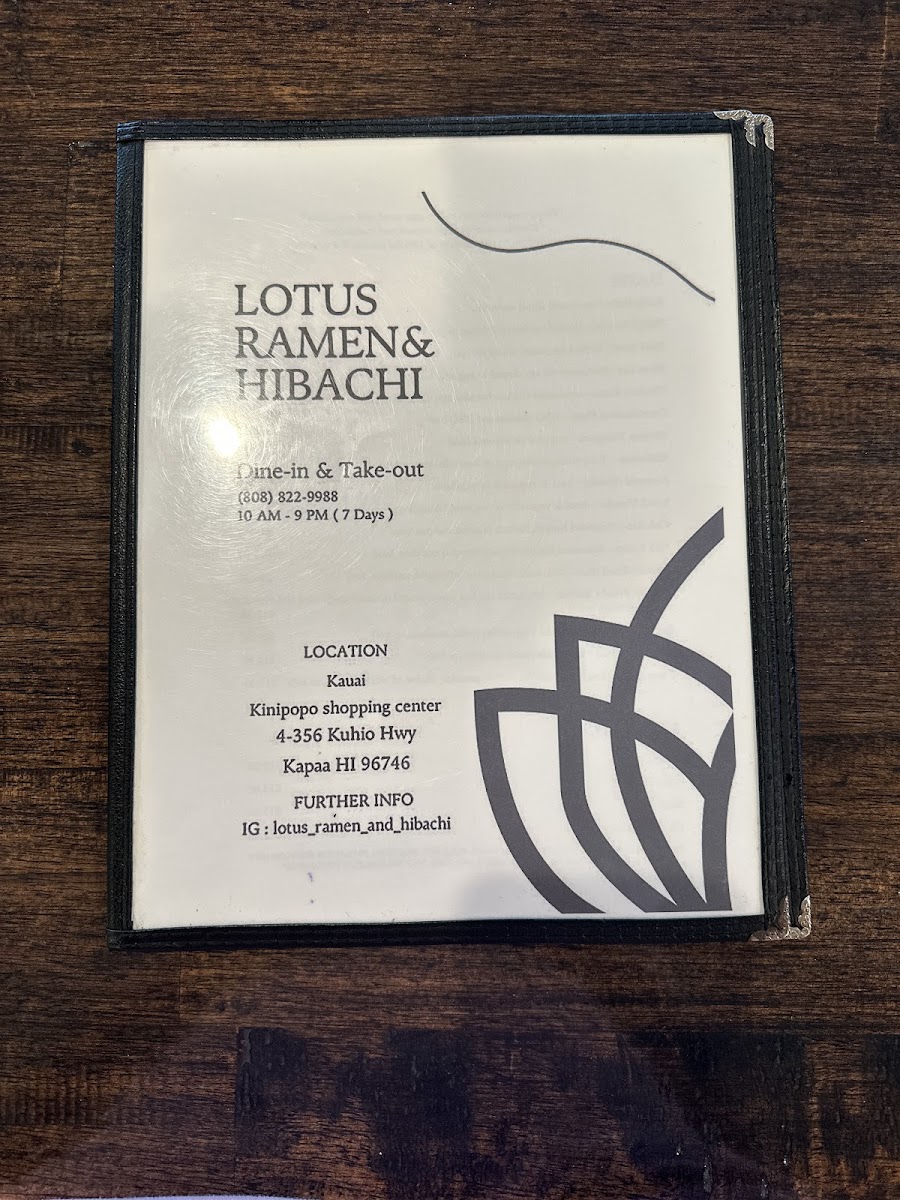 LOTUS
RAMEN&
HIBACHI
Dine-in & Take-out
(808) 822-9988
10 AM - 9 PM ( 7 Days )
LOCATION
Kauai
Kinipopo shopping center
4-356 Kuhio Hwy
Kapaa HI 96746
FURTHER INFO
IG : lotus_ramen_and_hibachi